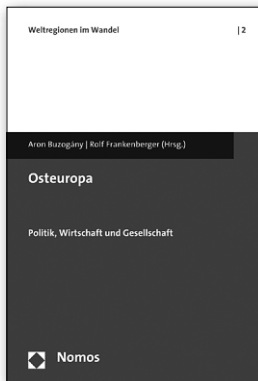 Weltregionen im Wandel | 2
Aron Buzogány | Rolf Frankenberger (Hrsg.)
Osteuropa
Politik, Wirtschaft und Gesellschaft
Nomos